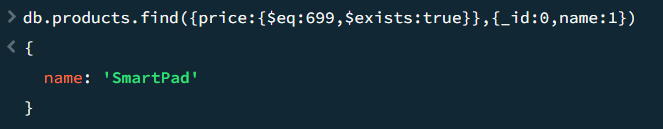 > db.products.find({price:{$eq:699,$exists:true}},{_id:0,name:1})
< {
name: 'SmartPad'
}